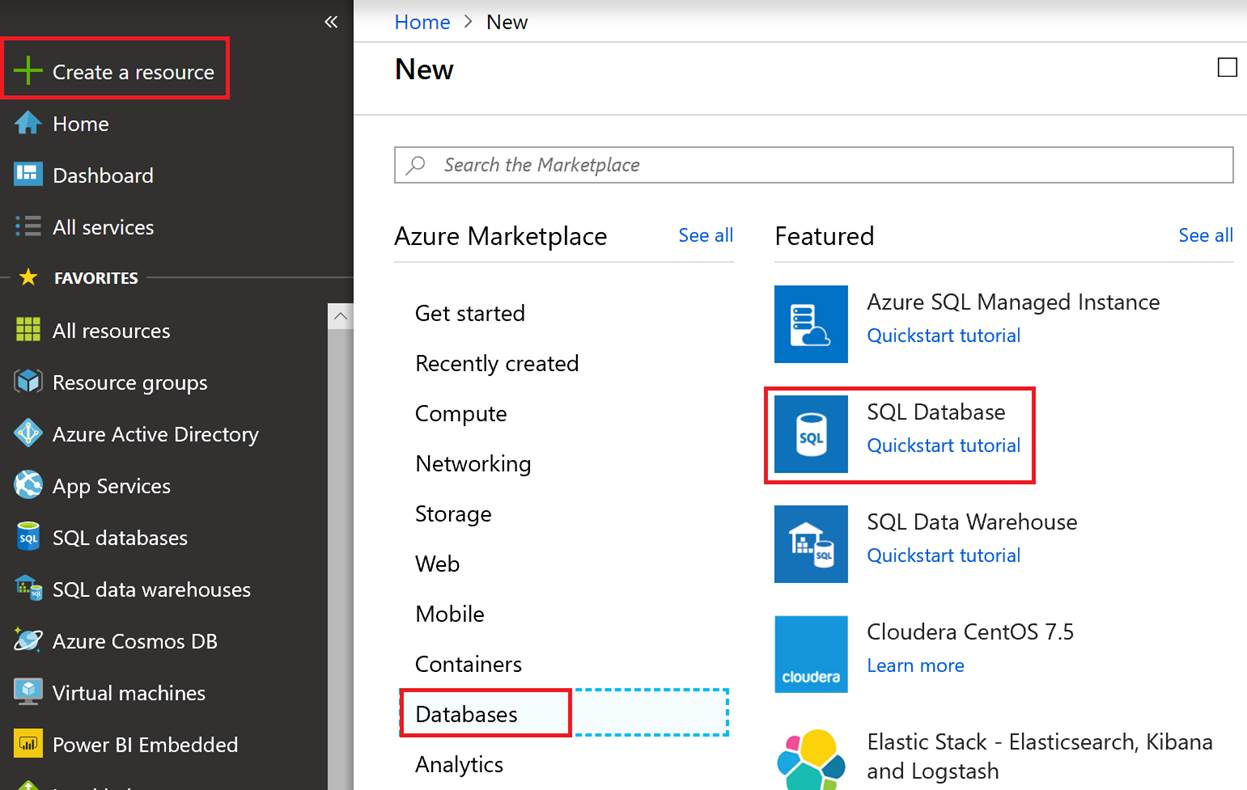 «
Create a resource
Home
Dashboard
All services
FAVORITES
All resources
Resource groups
Azure Active Directory
App Services
SQL
SQL databases
SQL
SQL data warehouses
Azure Cosmos DB
Virtual machines
Power BI Embedded
Home > New
New
Search the Marketplace
Azure Marketplace
See all
Get started
Recently created
Compute
Networking
Storage
Web
Mobile
Containers
Databases
Analytics
Featured
See all
Azure SQL Managed Instance
Quickstart tutorial
SQL
SQL Database
Quickstart tutorial
SQL
SQL Data Warehouse
Quickstart tutorial
cloudera
Cloudera CentOS 7.5
Learn more
Elastic Stack - Elasticsearch, Kibana
and Logstash